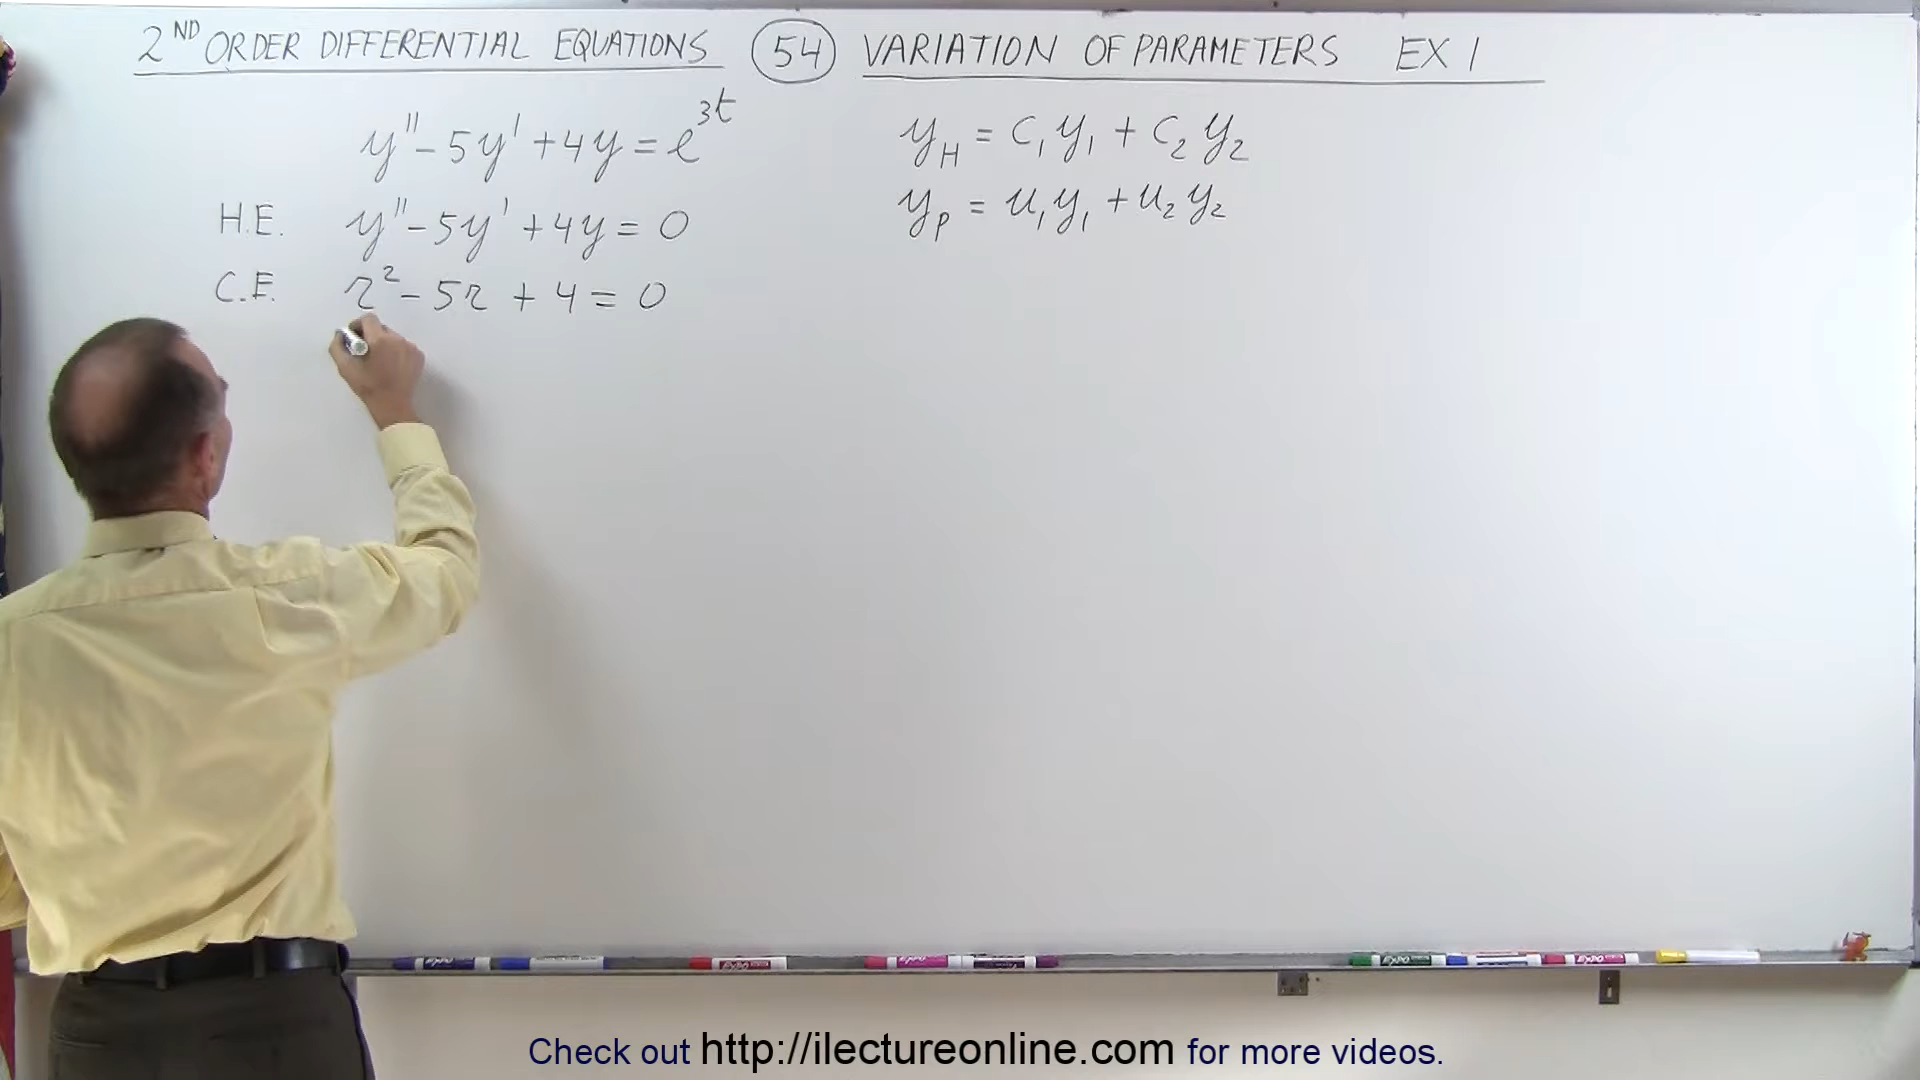 2ND ORDER DIFFERENTIAL EQUATIONS 54 VARIATION OF PARAMETERS EX 1
y'' - 5y' + 4y = e^3t
H.E. y'' - 5y' + 4y = 0
C.E. r² - 5r + 4 = 0
y_H = C₁y₁ + C₂y₂
y_p = u₁y₁ + u₂y₂
Check out http://ilectureonline.com for more videos.